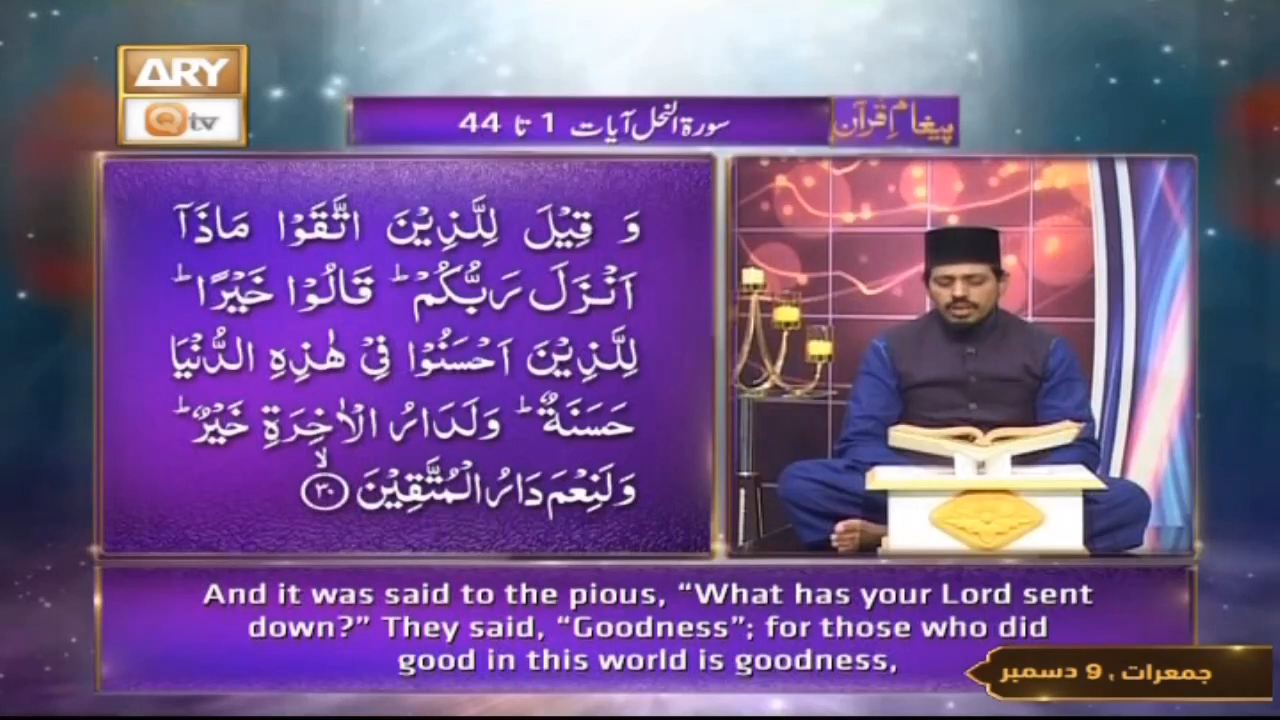 ARY
Qtv
پیغامِ قرآن
سورۃ النحل آیات 1 تا 44
وَ قِيْلَ لِلَّذِيْنَ اتَّقَوْا مَاذَاۤ
اَنْزَلَ رَبُّكُمْ ؕ قَالُوْا خَيْرًا ؕ
لِلَّذِيْنَ اَحْسَنُوْا فِيْ هٰذِهِ الدُّنْيَا
حَسَنَةٌ ؕ وَلَدَارُ الْاٰخِرَةِ خَيْرٌ ؕ
وَلَنِعْمَ دَارُ الْمُتَّقِيْنَ ۙ۳۰
And it was said to the pious, “What has your Lord sent
down?” They said, “Goodness”; for those who did
good in this world is goodness,
جمعرات , 9 دسمبر